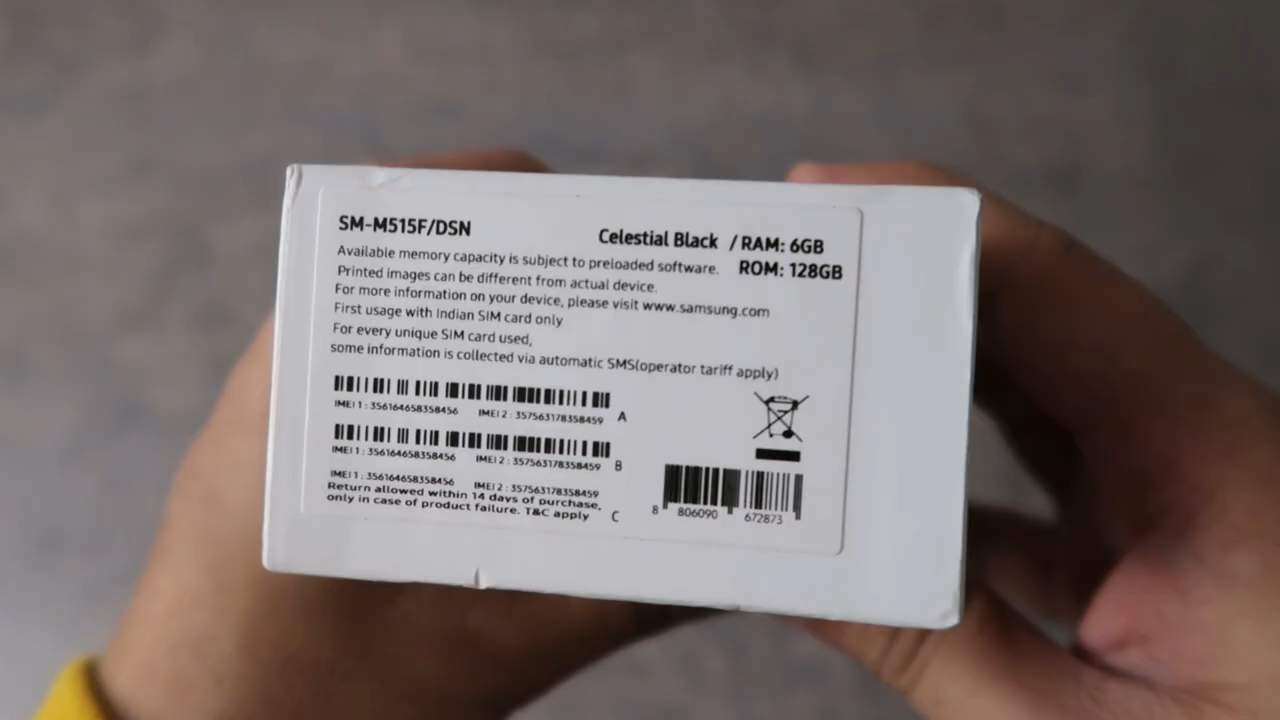 SM-M515F/DSN
Celestial Black / RAM: 6GB
ROM: 128GB
Available memory capacity is subject to preloaded software.
Printed images can be different from actual device.
For more information on your device, please visit www.samsung.com
First usage with Indian SIM card only
For every unique SIM card used,
some information is collected via automatic SMS(operator tariff apply)
IMEI 1 : 356164658358456 IMEI 2 : 357563178358459 A
IMEI 1 : 356164658358456 IMEI 2 : 357563178358459 B
IMEI 1 : 356164658358456 IMEI 2 : 357563178358459
Return allowed within 14 days of purchase,
only in case of product failure. T&C apply C
8 806090 672873